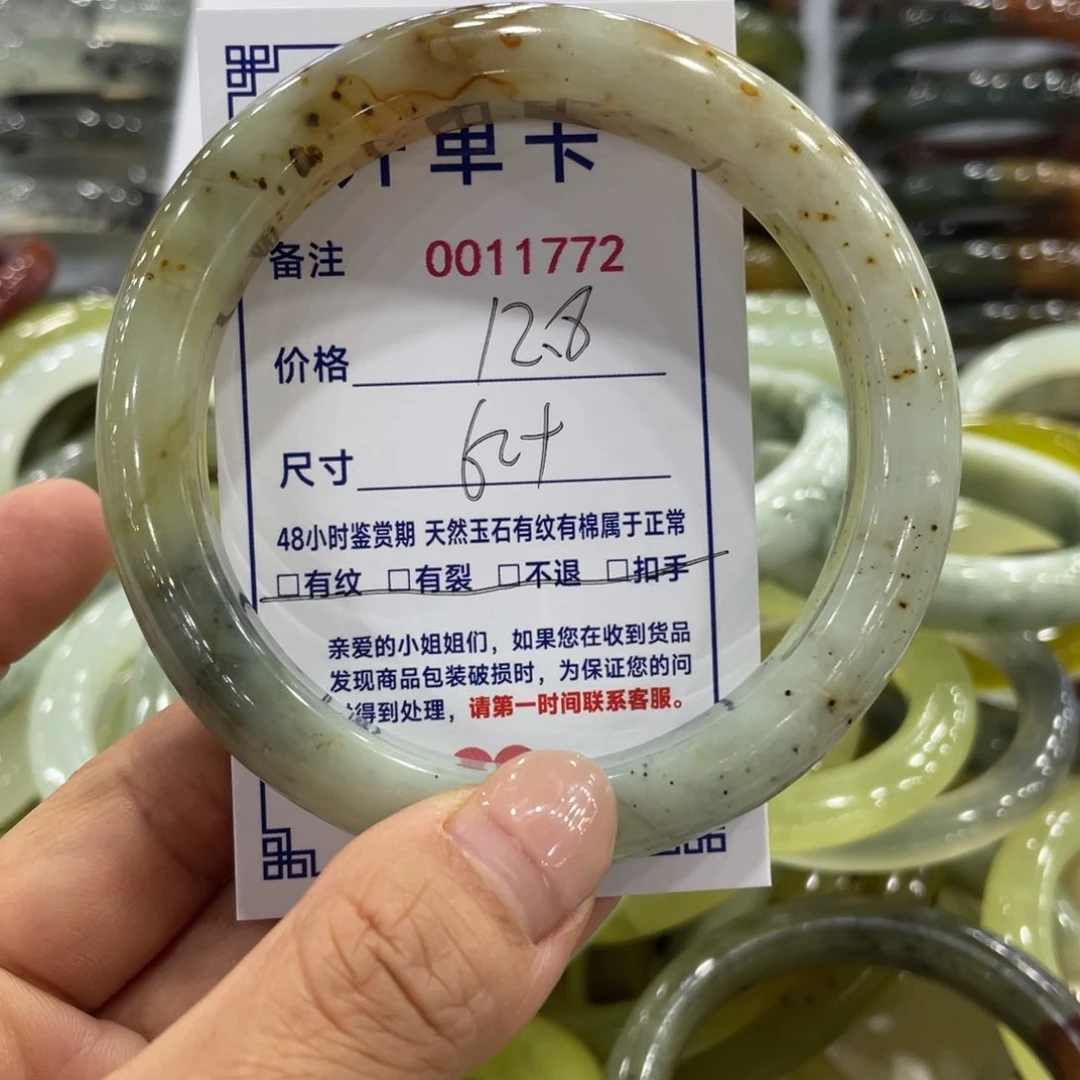 单卡
备注 0011772
价格 128
尺寸 62+
48小时鉴赏期 天然玉石有纹有棉属于正常
□有纹 □有裂 □不退 □扣手
亲爱的小姐姐们，如果您在收到货品
发现商品包装破损时，为保证您的问
得到处理，请第一时间联系客服。